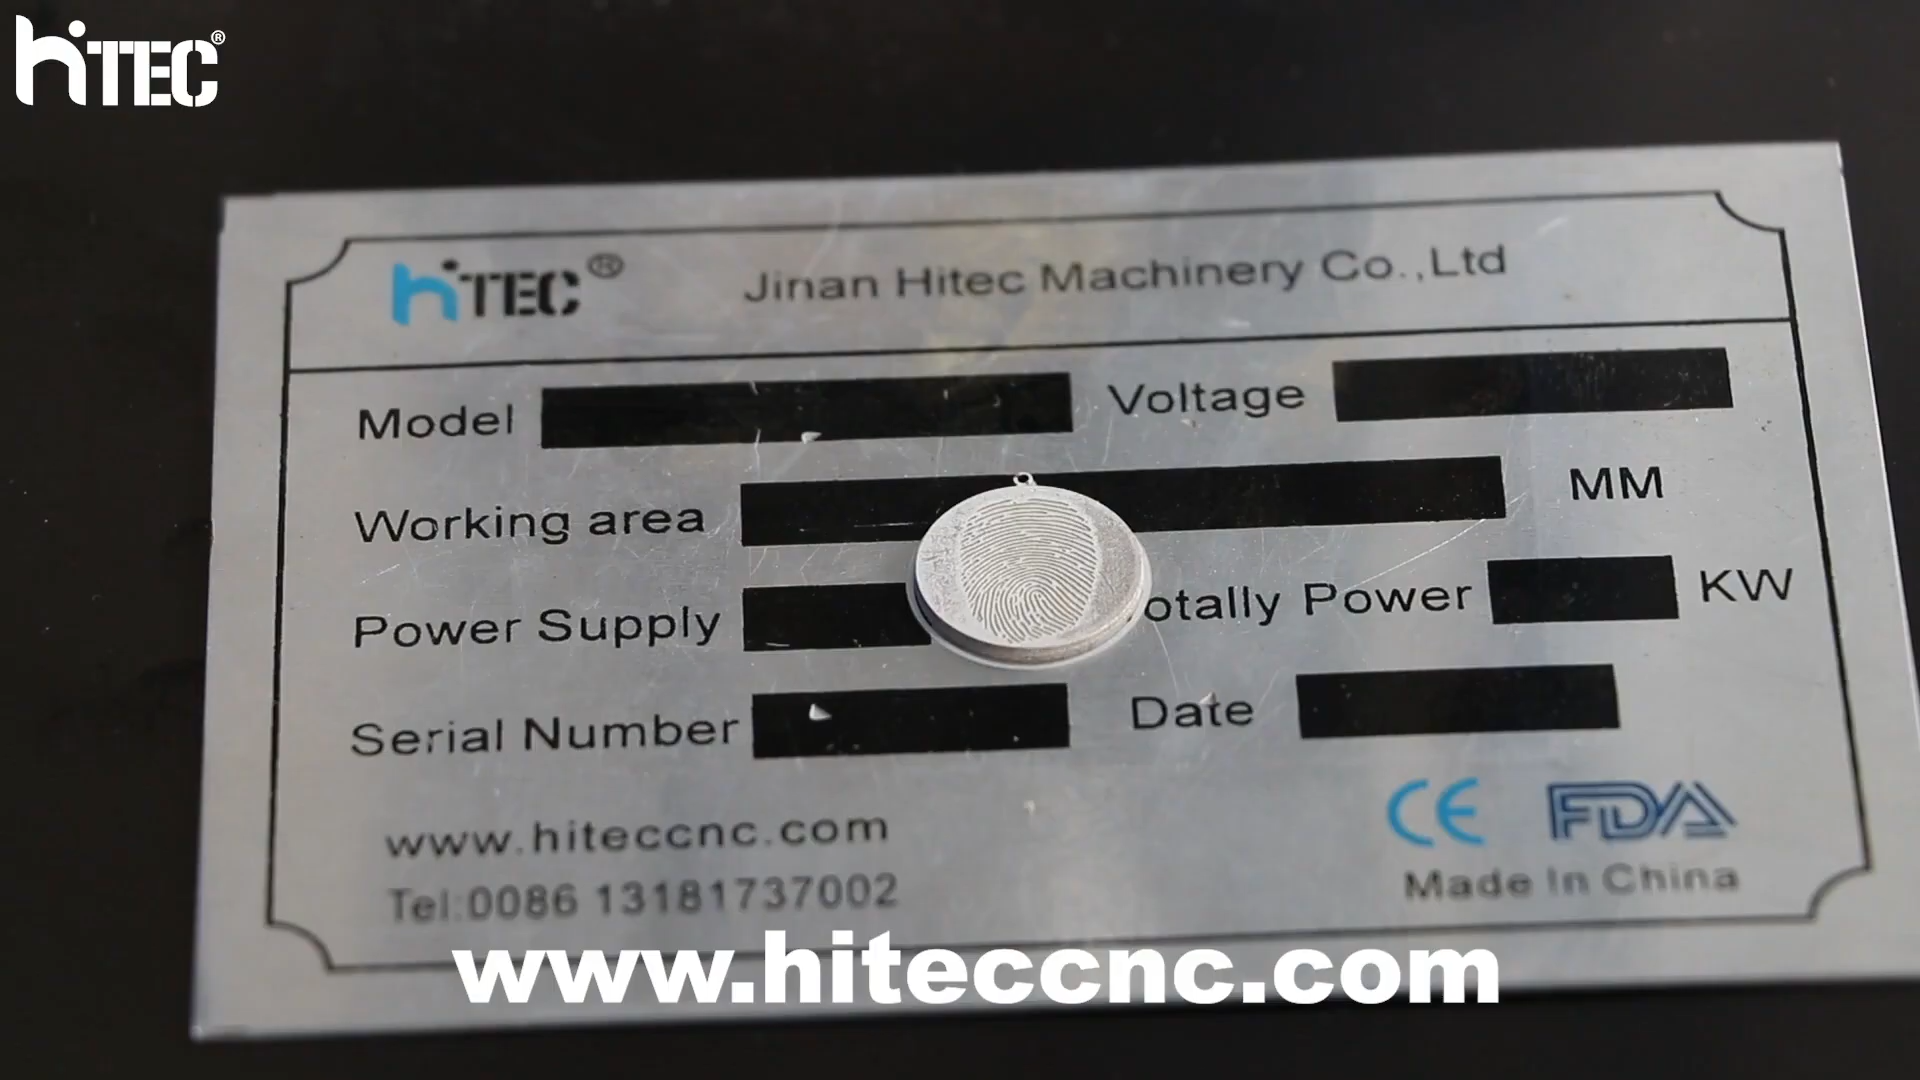 hiTEC®
hiTEC® Jinan Hitec Machinery Co.,Ltd
Model Voltage
Working area MM
Power Supply otally Power KW
Serial Number Date
www.hiteccnc.com CE FDA
Tel:0086 13181737002 Made In China
www.hiteccnc.com